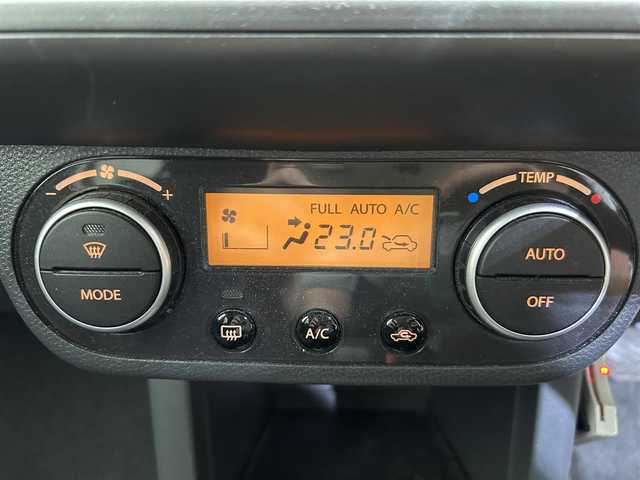 − +
TEMP
FULL AUTO A/C
23.0
MODE
AUTO
OFF
A/C